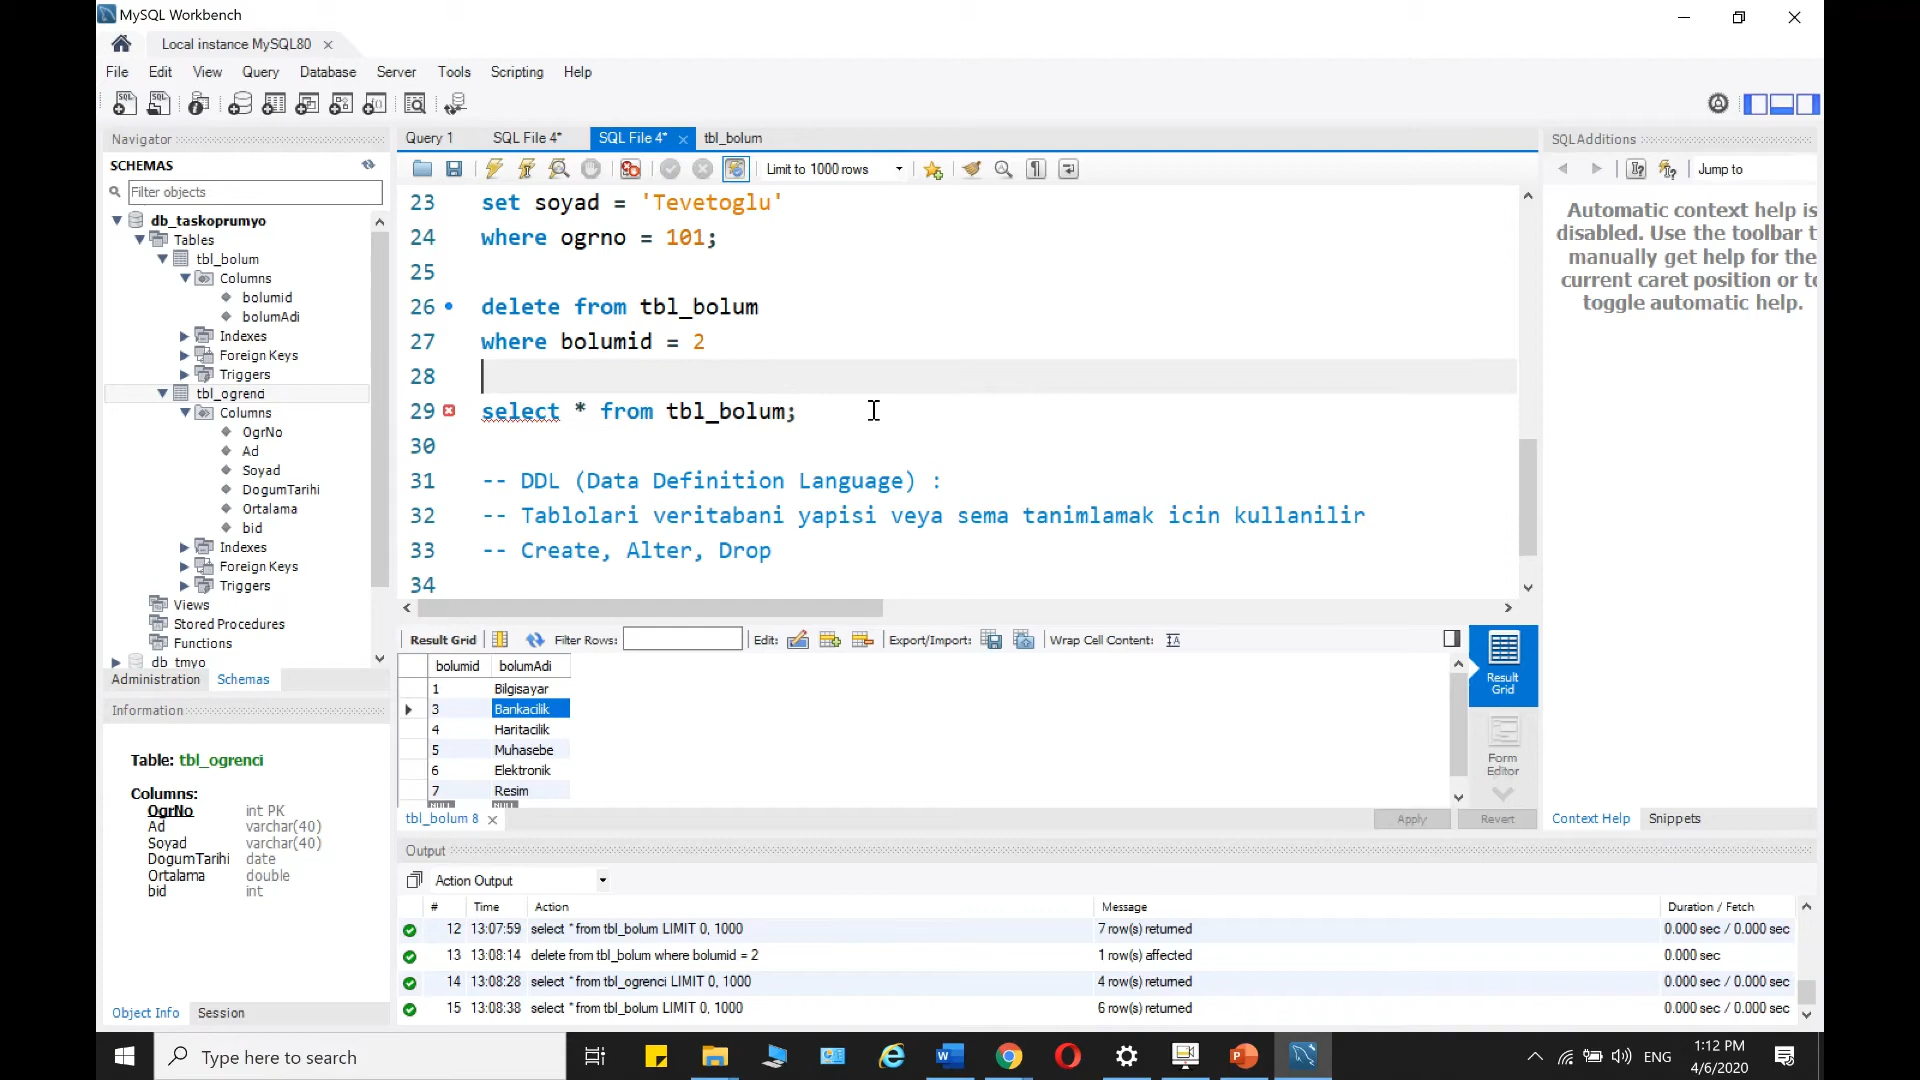 MySQL Workbench
Local instance MySQL80
File Edit View Query Database Server Tools Scripting Help
Navigator
SCHEMAS
Filter objects
db_taskoprumyo
Tables
tbl_bolum
Columns
bolumid
bolumAdi
Indexes
Foreign Keys
Triggers
tbl_ogrenci
Columns
OgrNo
Ad
Soyad
DogumTarihi
Ortalama
bid
Indexes
Foreign Keys
Triggers
Views
Stored Procedures
Functions
db_tmyo
Administration Schemas
Information
Table: tbl_ogrenci
Columns:
OgrNo int PK
Ad varchar(40)
Soyad varchar(40)
DogumTarihi date
Ortalama double
bid int
Object Info Session
Query 1 SQL File 4* SQL File 4* tbl_bolum
Limit to 1000 rows
23 set soyad = 'Tevetoglu'
24 where ogrno = 101;
25
26 delete from tbl_bolum
27 where bolumid = 2
28
29 select * from tbl_bolum;
30
31 -- DDL (Data Definition Language) :
32 -- Tablolari veritabani yapisi veya sema tanimlamak icin kullanilir
33 -- Create, Alter, Drop
34
Result Grid Filter Rows: Edit: Export/Import: Wrap Cell Content:
bolumid bolumAdi
1 Bilgisayar
3 Bankacilik
4 Haritacilik
5 Muhasebe
6 Elektronik
7 Resim
NULL NULL
Result
Grid
Form
Editor
tbl_bolum 8 Apply Revert
Output
Action Output
# Time Action Message Duration / Fetch
12 13:07:59 select * from tbl_bolum LIMIT 0, 1000 7 row(s) returned 0.000 sec / 0.000 sec
13 13:08:14 delete from tbl_bolum where bolumid = 2 1 row(s) affected 0.000 sec
14 13:08:28 select * from tbl_ogrenci LIMIT 0, 1000 4 row(s) returned 0.000 sec / 0.000 sec
15 13:08:38 select * from tbl_bolum LIMIT 0, 1000 6 row(s) returned 0.000 sec / 0.000 sec
SQLAdditions
Jump to
Automatic context help is
disabled. Use the toolbar t
manually get help for the
current caret position or to
toggle automatic help.
Context Help Snippets
Type here to search
ENG
1:12 PM
4/6/2020